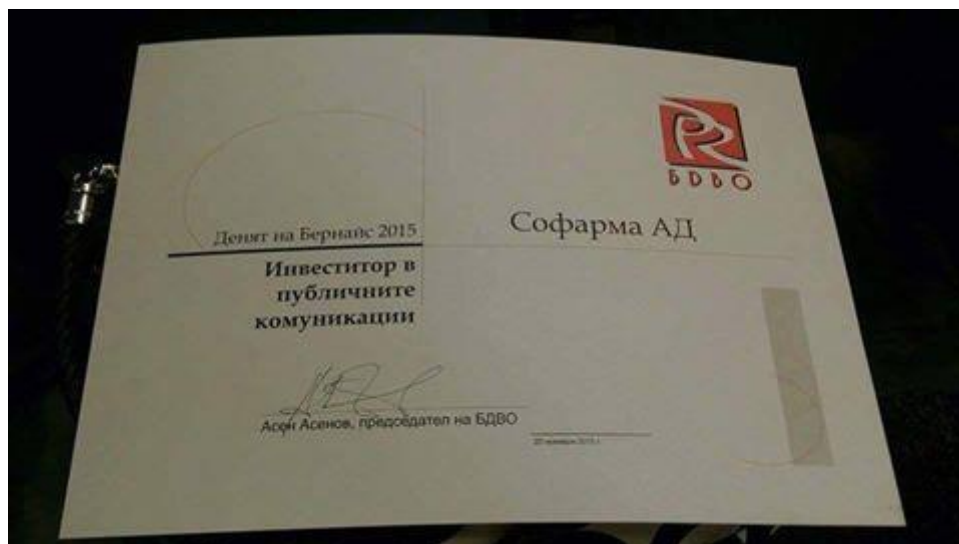 БДВО
Денят на Бернайс 2015
Софарма АД
Инвеститор в
публичните
комуникации
Асен Асенов, председател на БДВО